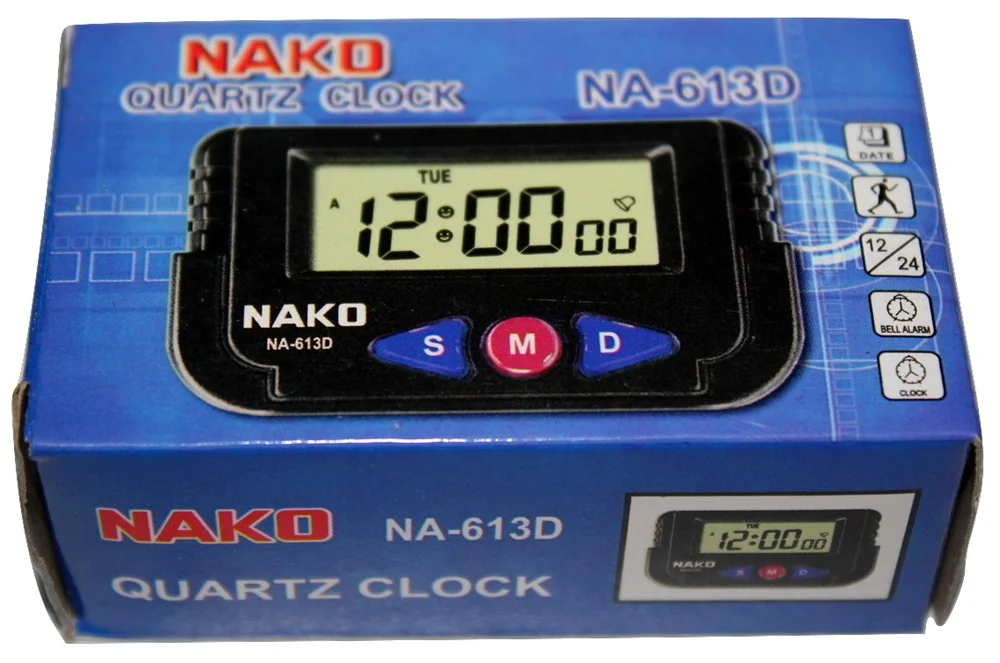 NAKO
QUARTZ CLOCK
NA-613D
TUE
A
12:00 00
NAKO
NA-613D
S M D
1
DATE
12/24
BELL ALARM
CLOCK
NAKO NA-613D
QUARTZ CLOCK
TUE
12:00 00
NAKO
S M D